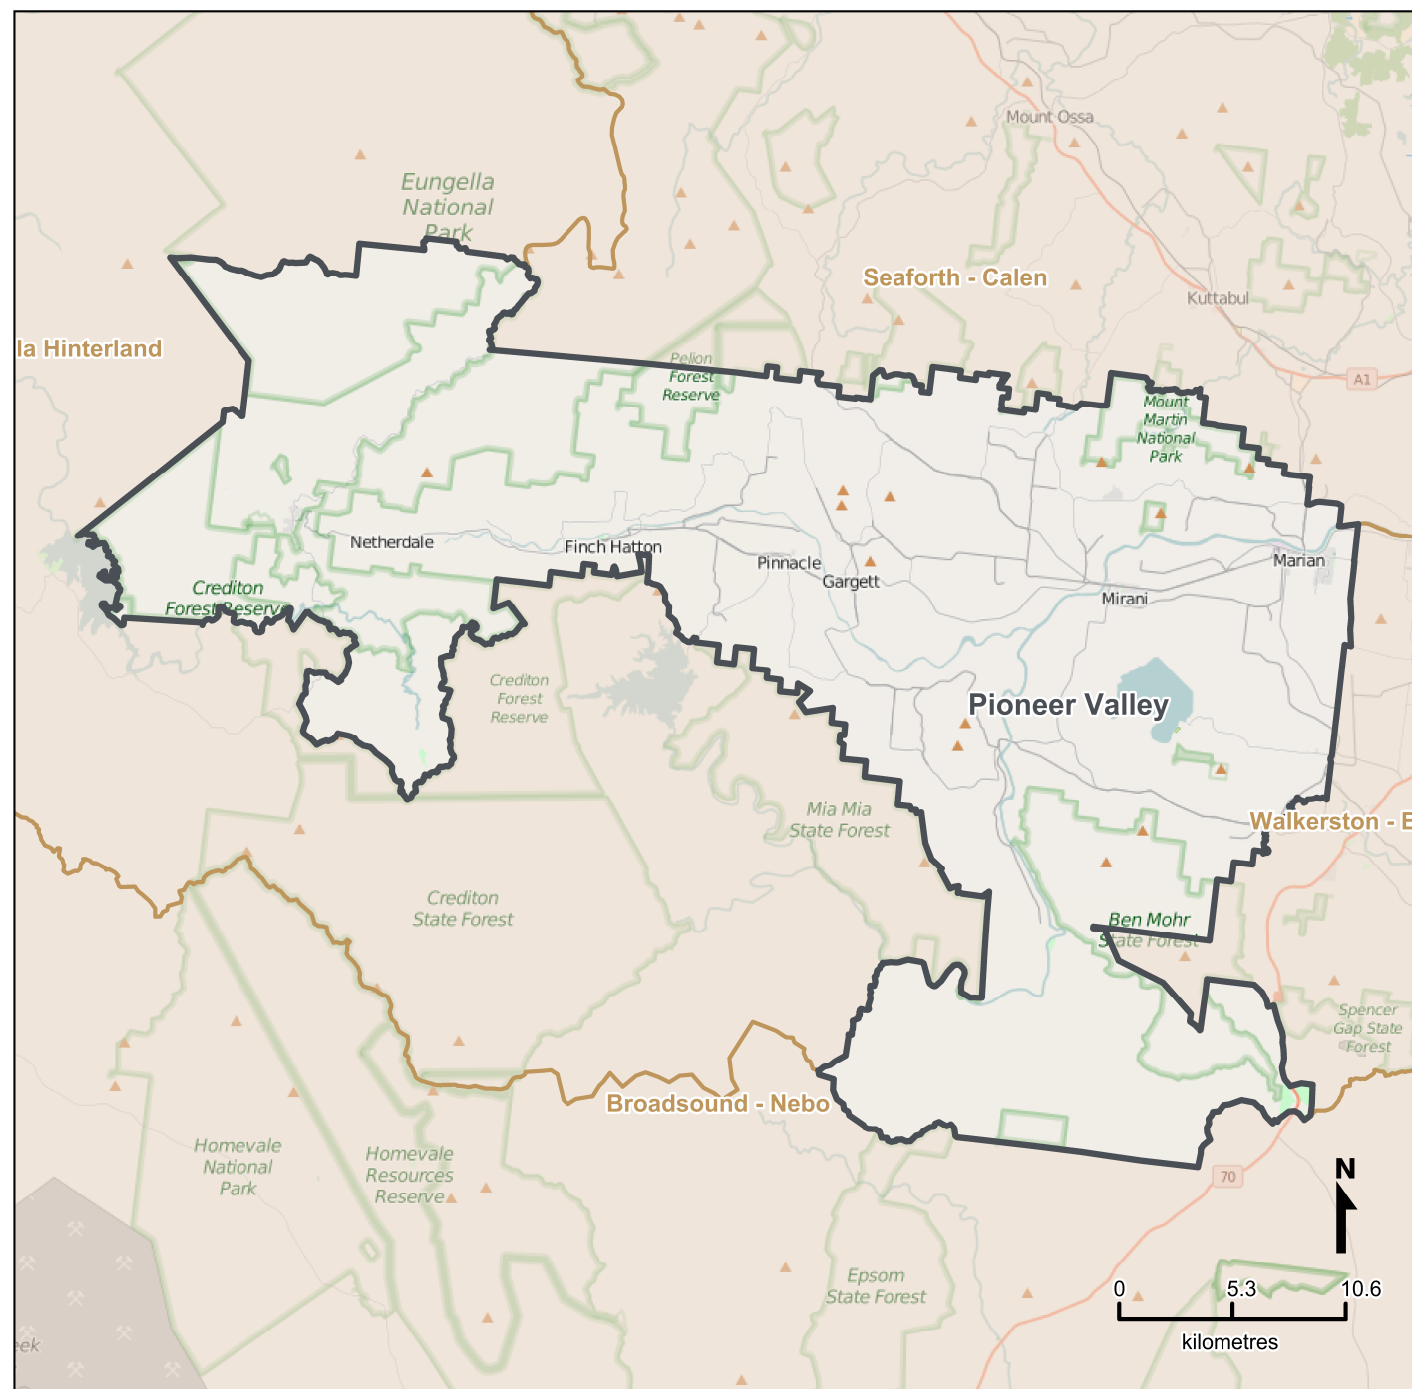 Mount Ossa
Eungella
National
Park
Seaforth - Calen
Kuttabul
la Hinterland
Pelion
Forest
Reserve
A1
Mount
Martin
National
Park
Netherdale
Finch Hatton
Pinnacle
Gargett
Marian
Mirani
Crediton
Forest Reserve
Crediton
Forest
Reserve
Pioneer Valley
Mia Mia
State Forest
Walkerston - E
Crediton
State Forest
Ben Mohr
State Forest
Spencer
Gap State
Forest
Broadsound - Nebo
Homevale
National
Park
Homevale
Resources
Reserve
70
N
Epsom
State Forest
0 5.3 10.6
kilometres
eek